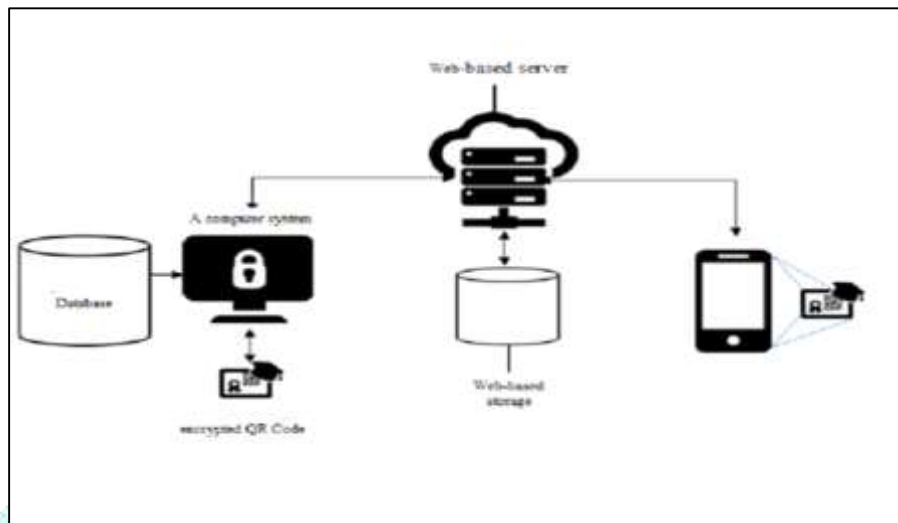 Web-based server
A computer system
Database
Web-based
storage
encrypted QR Code